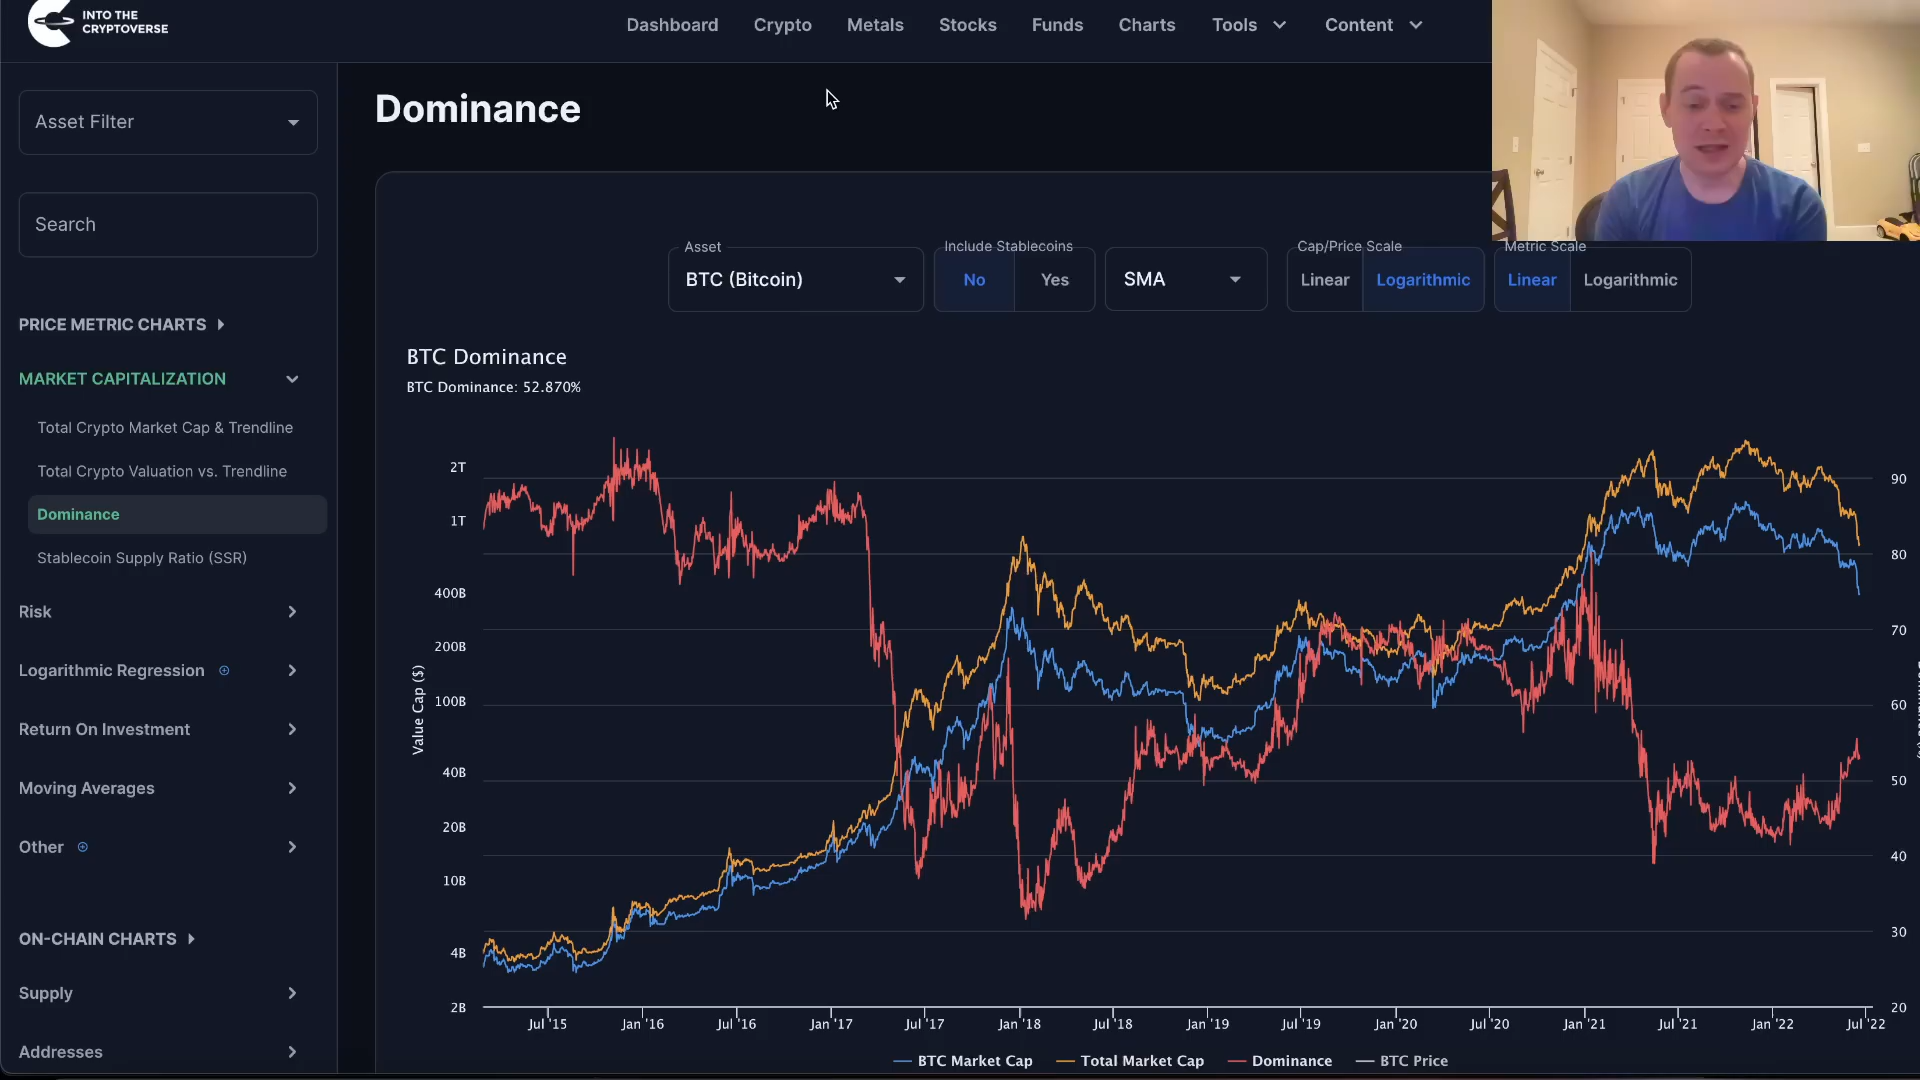 INTO THE
CRYPTOVERSE
Dashboard Crypto Metals Stocks Funds Charts Tools Content
Asset Filter
Search
PRICE METRIC CHARTS
MARKET CAPITALIZATION
Total Crypto Market Cap & Trendline
Total Crypto Valuation vs. Trendline
Dominance
Stablecoin Supply Ratio (SSR)
Risk
Logarithmic Regression
Return On Investment
Moving Averages
Other
ON-CHAIN CHARTS
Supply
Addresses
Dominance
Asset
BTC (Bitcoin)
Include Stablecoins
No Yes
SMA
Cap/Price Scale
Linear Logarithmic
Metric Scale
Linear Logarithmic
BTC Dominance
BTC Dominance: 52.870%
Value Cap ($)
2T
1T
400B
200B
100B
40B
20B
10B
4B
2B
90
80
70
60
50
40
30
20
Jul '15 Jan '16 Jul '16 Jan '17 Jul '17 Jan '18 Jul '18 Jan '19 Jul '19 Jan '20 Jul '20 Jan '21 Jul '21 Jan '22 Jul '22
BTC Market Cap Total Market Cap Dominance BTC Price